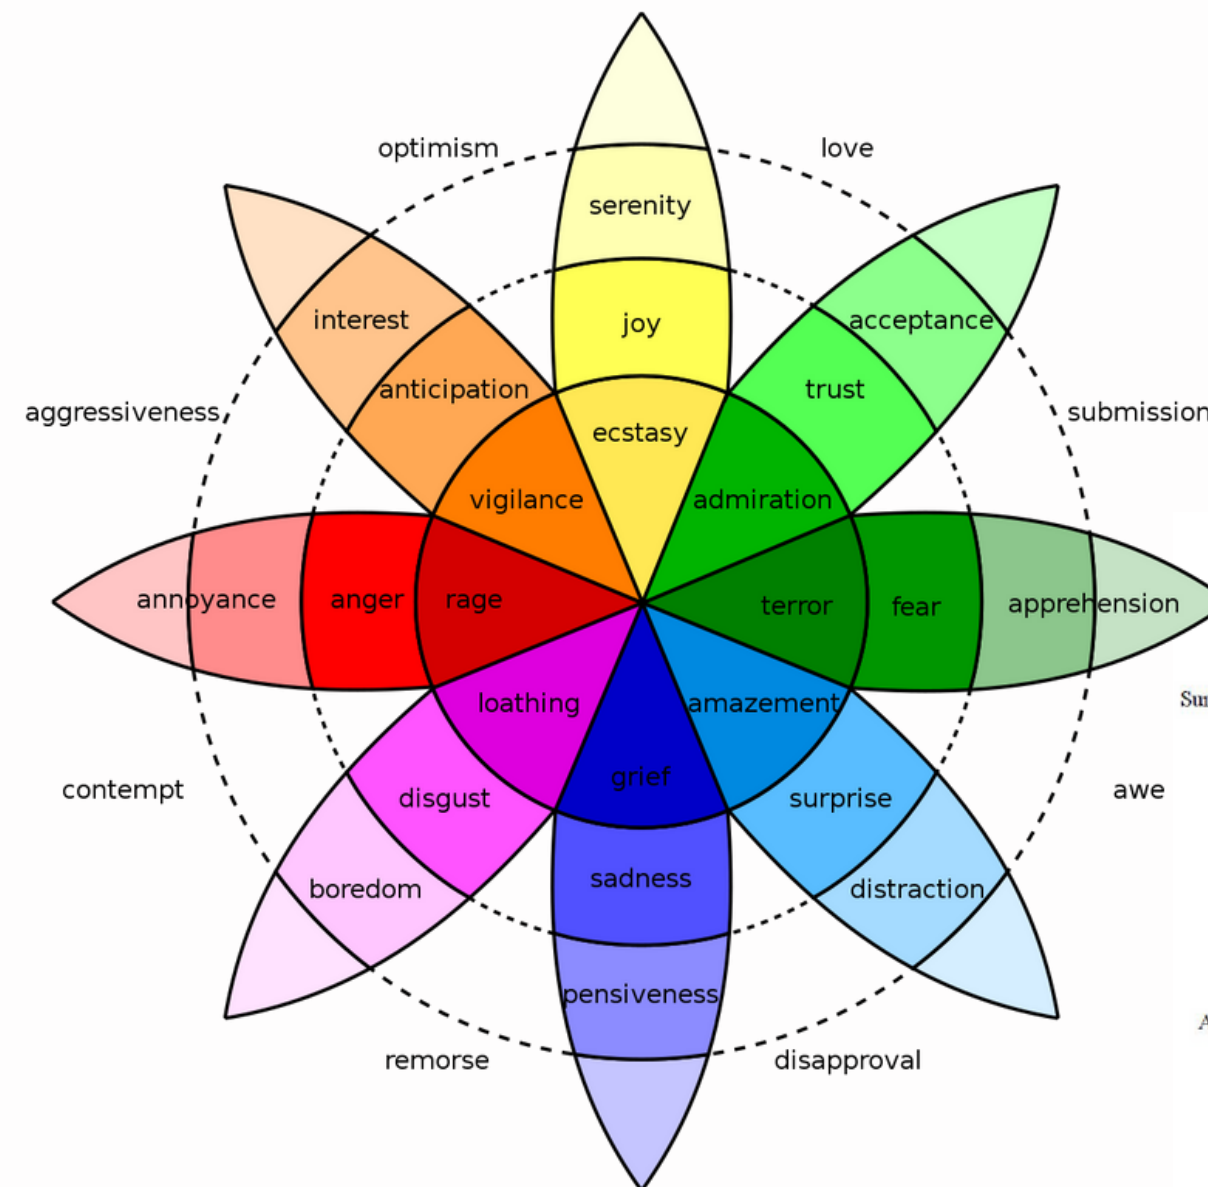 optimism
love
serenity
interest
joy
acceptance
anticipation
trust
aggressiveness
submission
ecstasy
vigilance
admiration
annoyance
anger
rage
terror
fear
apprehension
loathing
amazement
grief
contempt
disgust
surprise
awe
sadness
boredom
distraction
pensiveness
remorse
disapproval